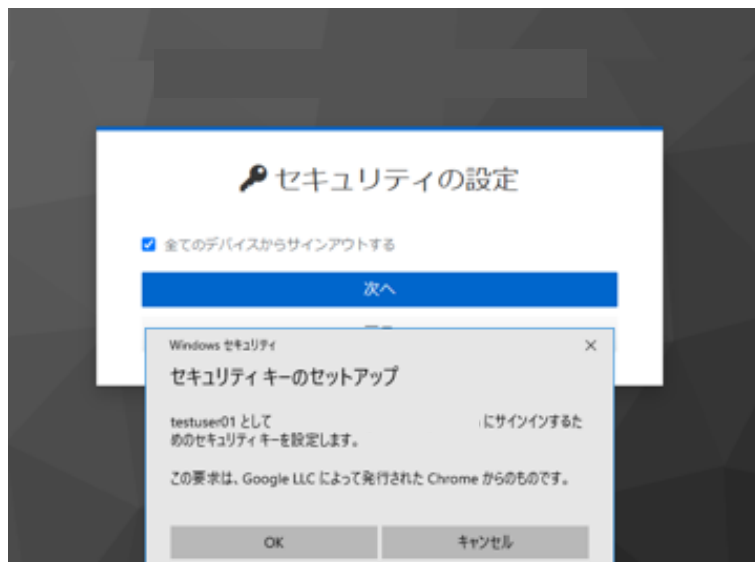 セキュリティの設定
全てのデバイスからサインアウトする
次へ
Windows セキュリティ
セキュリティ キーのセットアップ
testuser01 として にサインインするた
めのセキュリティ キーを設定します。
この要求は、Google LLC によって発行された Chrome からのものです。
OK キャンセル